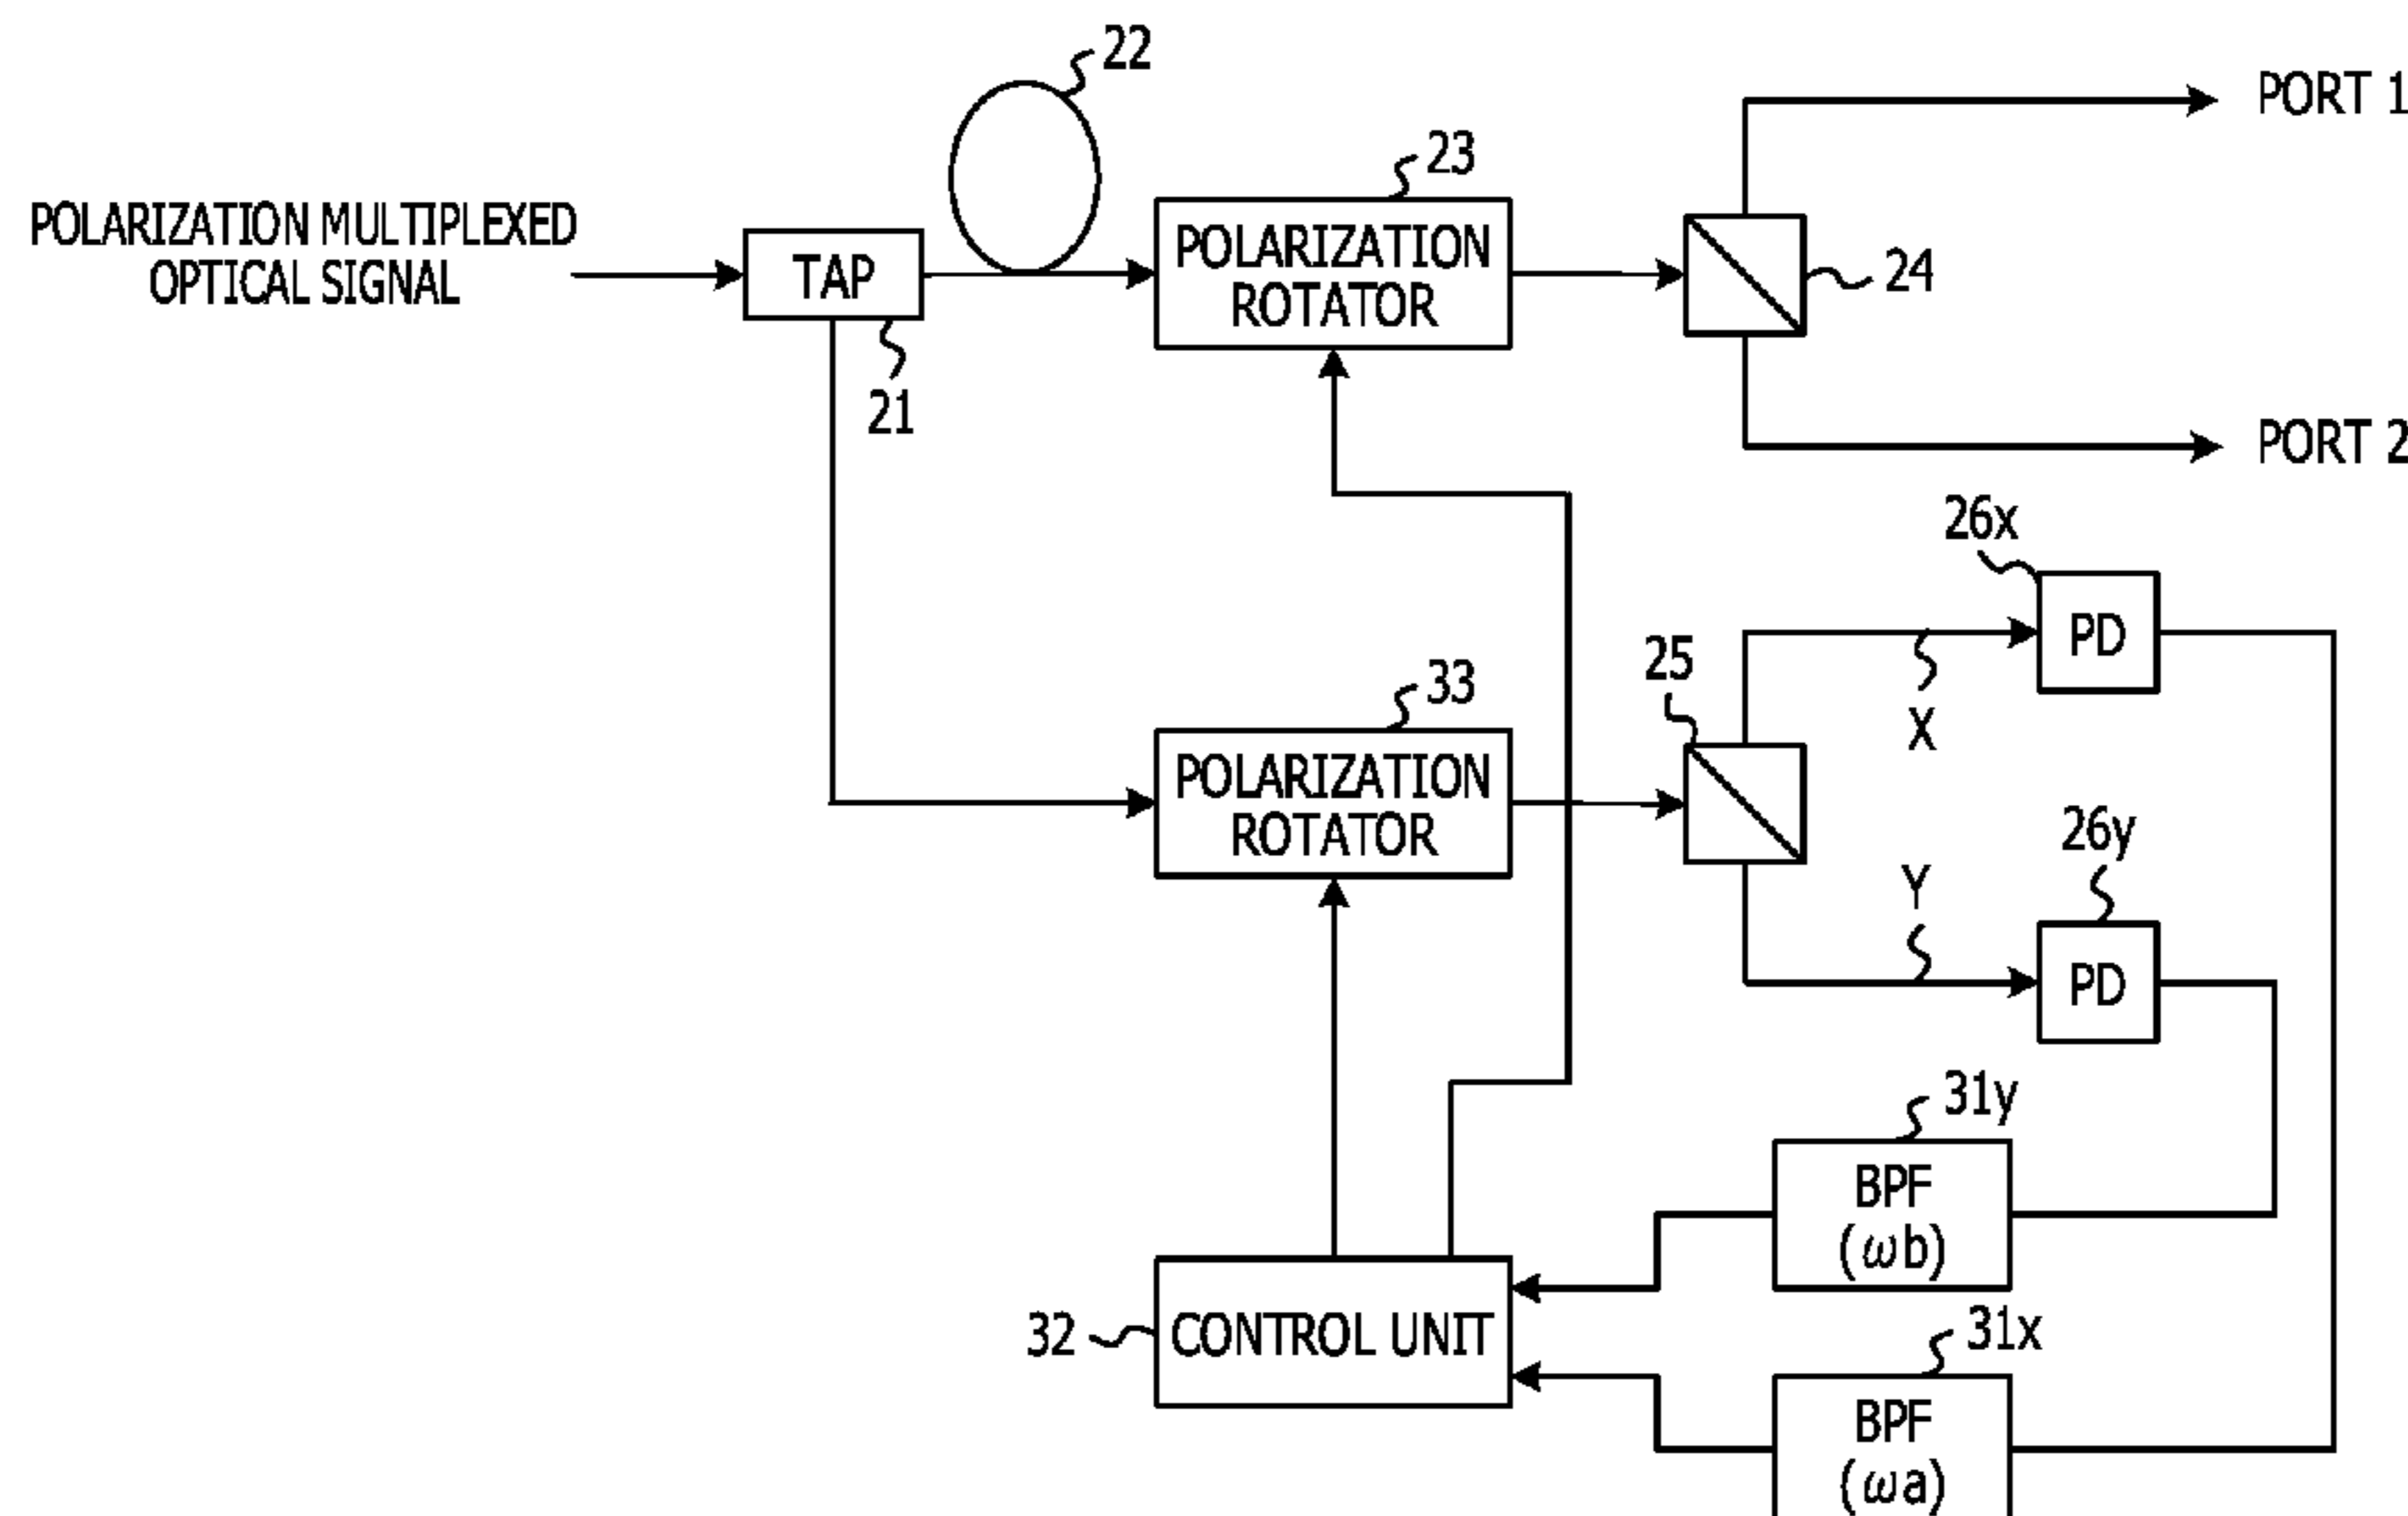 22
PORT 1
23
POLARIZATION MULTIPLEXED
OPTICAL SIGNAL
TAP
POLARIZATION
ROTATOR
24
21
PORT 2
26x
PD
25
33
X
POLARIZATION
ROTATOR
26y
Y
PD
31y
BPF
(ωb)
32
CONTROL UNIT
31x
BPF
(ωa)